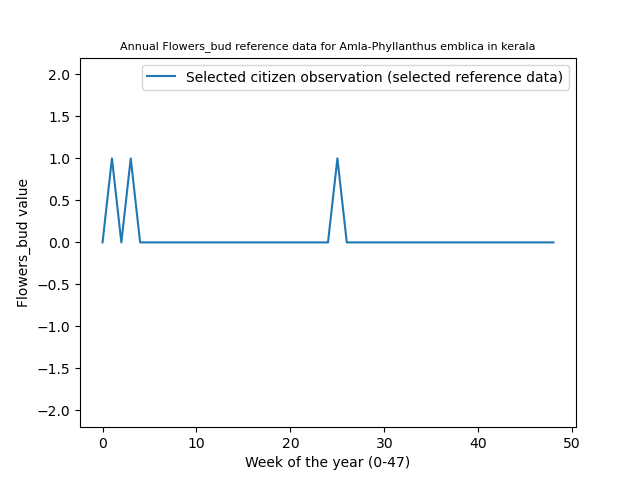 Annual Flowers_bud reference data for Amla-Phyllanthus emblica in kerala
Selected citizen observation (selected reference data)
2.0
1.5
1.0
0.5
0.0
−0.5
−1.0
−1.5
−2.0
Flowers_bud value
0 10 20 30 40 50
Week of the year (0-47)